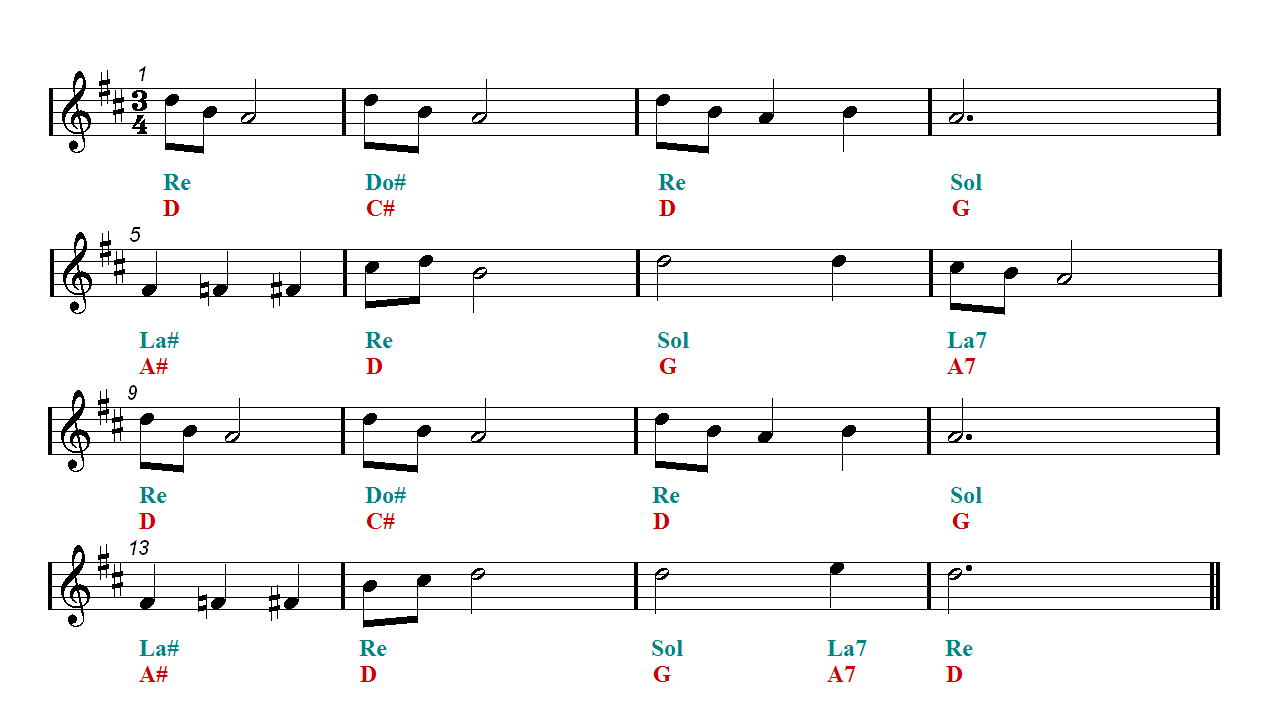 1
3
4
Re Do# Re Sol
D C# D G
5
La# Re Sol La7
A# D G A7
9
Re Do# Re Sol
D C# D G
13
La# Re Sol La7 Re
A# D G A7 D